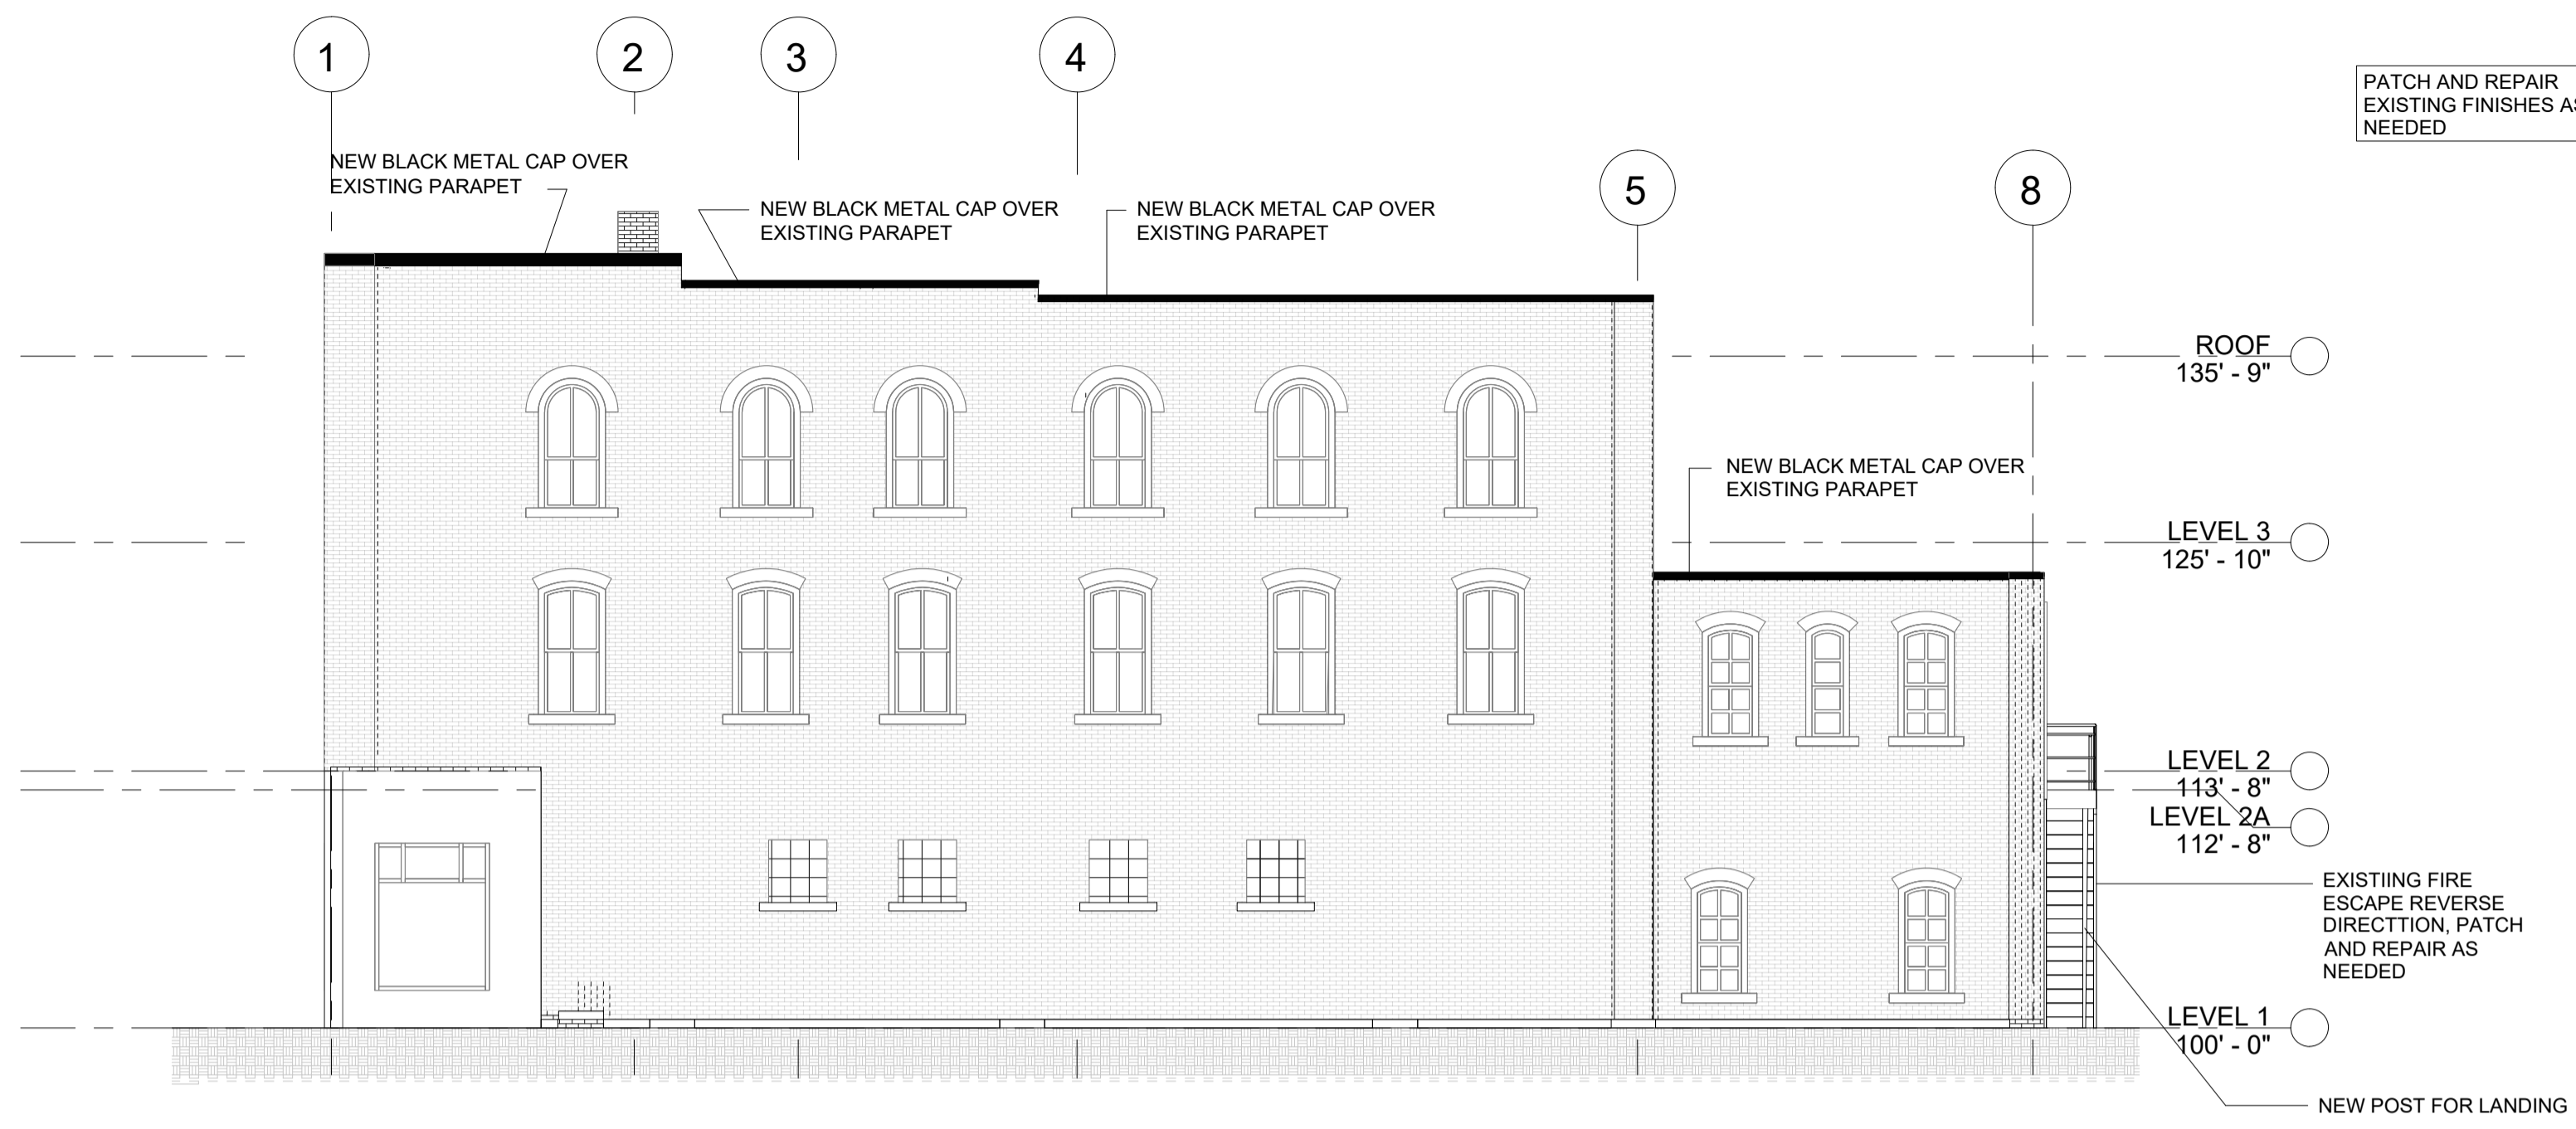 1
2
3
4
PATCH AND REPAIR
EXISTING FINISHES AS
NEEDED
NEW BLACK METAL CAP OVER
EXISTING PARAPET
5
8
NEW BLACK METAL CAP OVER
EXISTING PARAPET
NEW BLACK METAL CAP OVER
EXISTING PARAPET
ROOF
135' - 9"
NEW BLACK METAL CAP OVER
EXISTING PARAPET
LEVEL 3
125' - 10"
LEVEL 2
113' - 8"
LEVEL 2A
112' - 8"
EXISTIING FIRE
ESCAPE REVERSE
DIRECTTION, PATCH
AND REPAIR AS
NEEDED
LEVEL 1
100' - 0"
NEW POST FOR LANDING